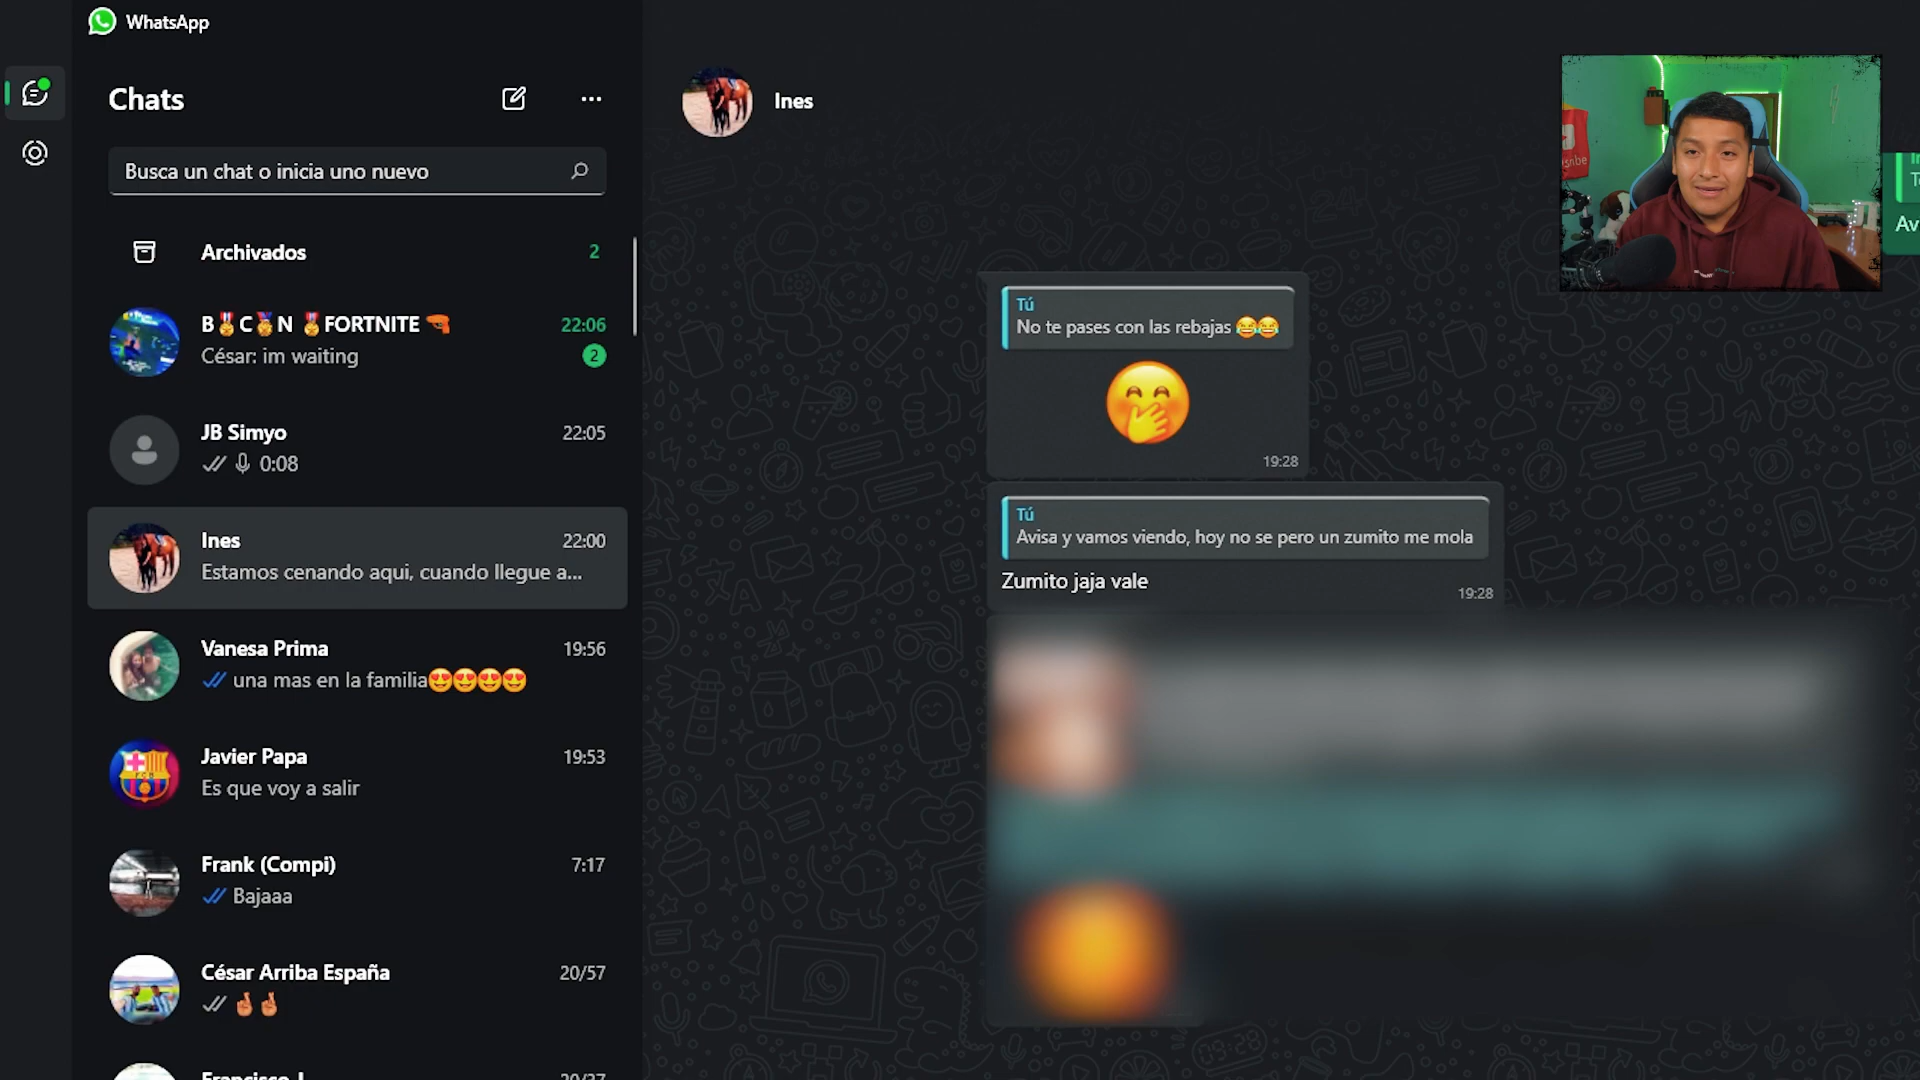 WhatsApp
Chats
Busca un chat o inicia uno nuevo
Archivados
2
B🏅C🏅N 🏅FORTNITE 🔫
22:06
César: im waiting
2
JB Simyo
22:05
0:08
Ines
22:00
Estamos cenando aqui, cuando llegue a...
Vanesa Prima
19:56
una mas en la familia😍😍😍😍
Javier Papa
19:53
Es que voy a salir
Frank (Compi)
7:17
Bajaaa
César Arriba España
20/57
🤞🤞
Ines
Tú
No te pases con las rebajas 😂😂
🤭
19:28
Tú
Avisa y vamos viendo, hoy no se pero un zumito me mola
Zumito jaja vale
19:28
Av